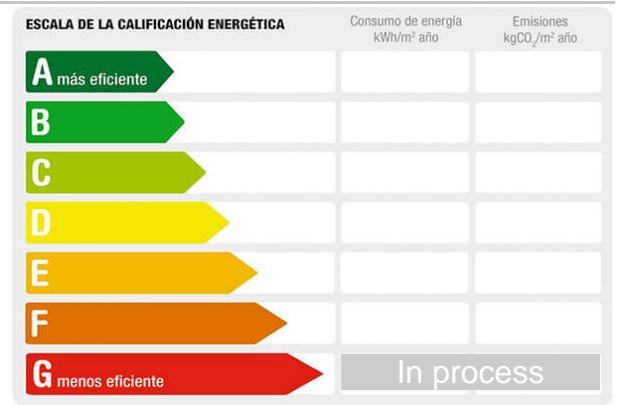 ESCALA DE LA CALIFICACIÓN ENERGÉTICA
Consumo de energía
kWh/m² año
Emisiones
kgCO₂/m² año
A más eficiente
B
C
D
E
F
G menos eficiente
In process